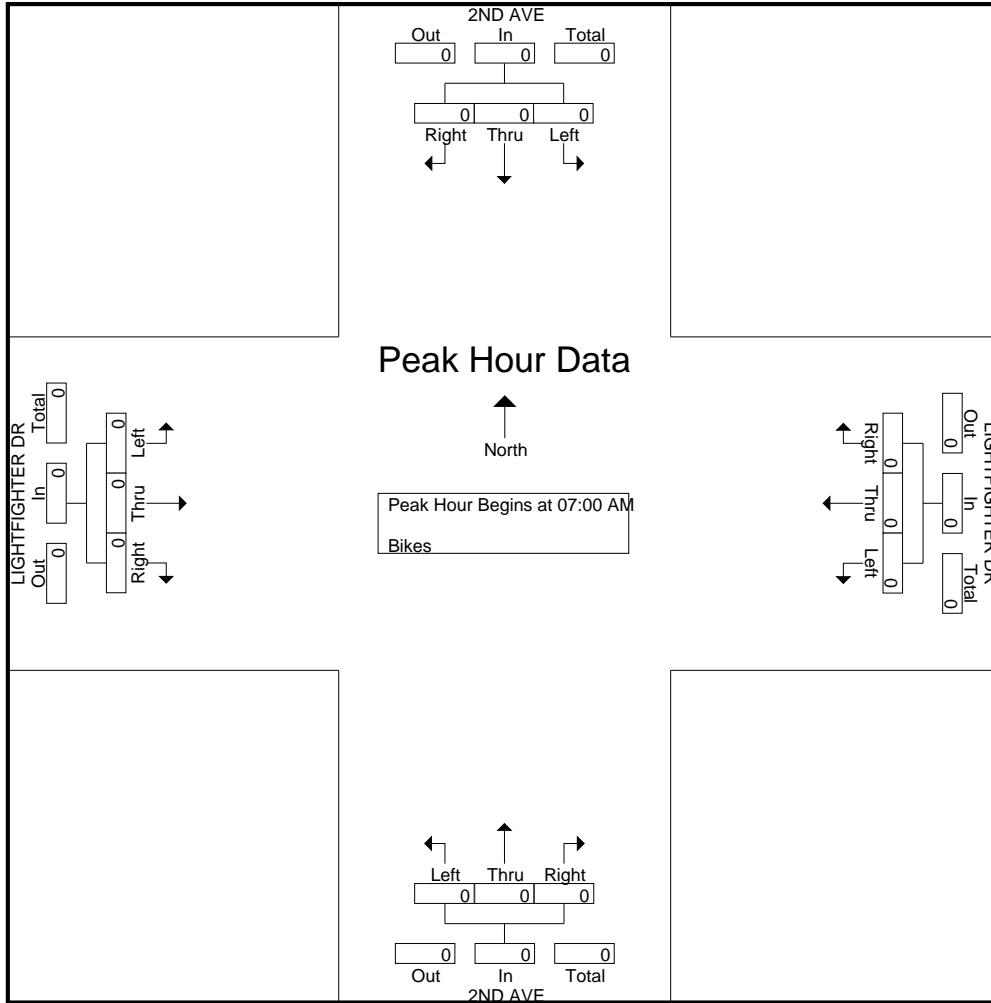 2ND AVE
Out In Total
0 0 0
0 0 0
Right Thru Left
Peak Hour Data
North
Peak Hour Begins at 07:00 AM
Bikes
LIGHTFIGHTER DR
Out In Total
0 0 0
0 0 0
Right Thru Left
LIGHTFIGHTER DR
Out In Total
0 0 0
0 0 0
Right Thru Left
Left Thru Right
0 0 0
0 0 0
Out In Total
2ND AVE